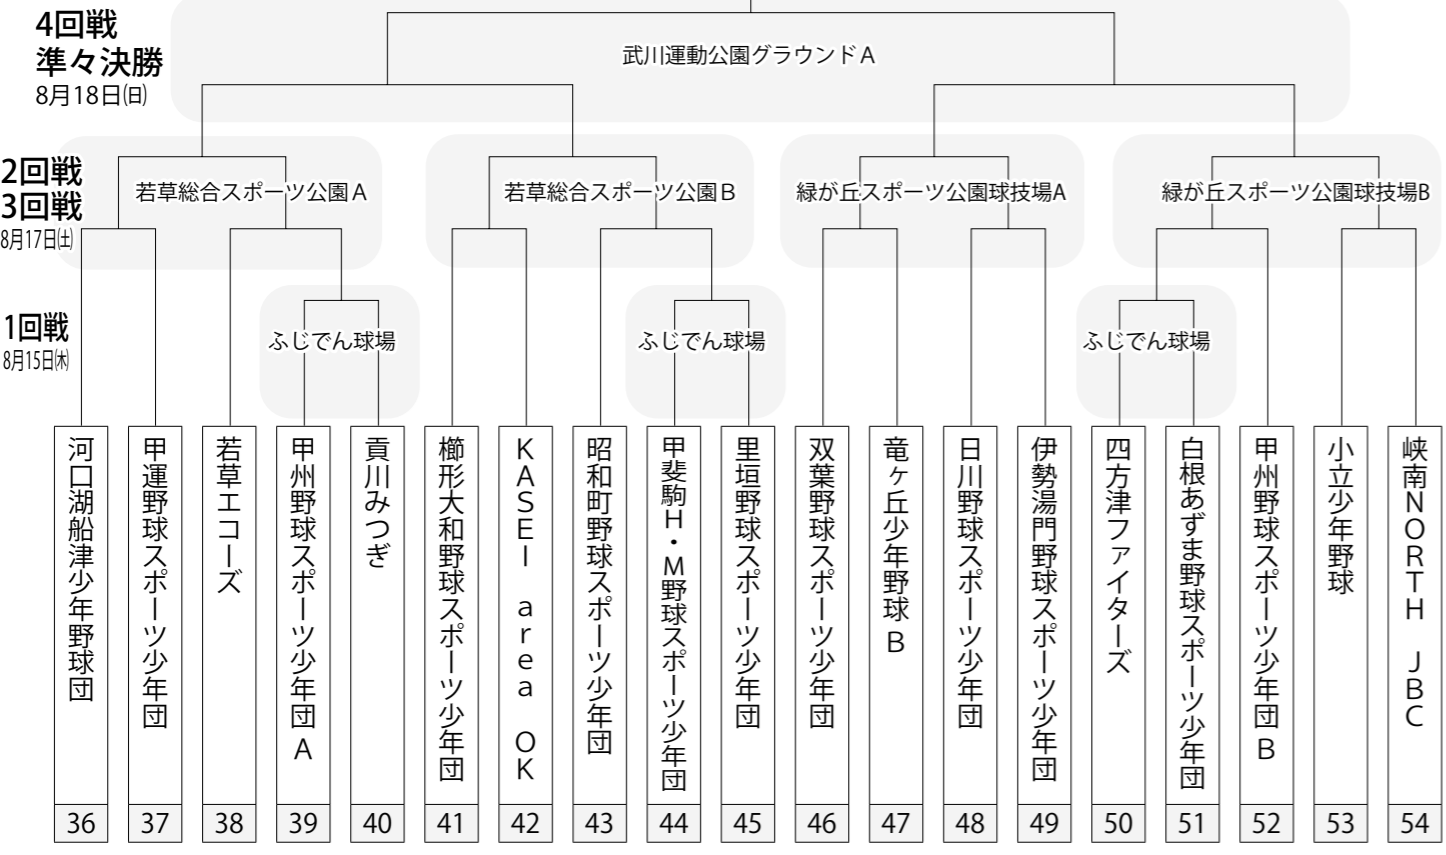 4回戦
準々決勝
8月18日㈰
武川運動公園グラウンドA
2回戦
3回戦
8月17日㈯
若草総合スポーツ公園A
若草総合スポーツ公園B
緑が丘スポーツ公園球技場A
緑が丘スポーツ公園球技場B
1回戦
8月15日㈭
ふじでん球場
ふじでん球場
ふじでん球場
河口湖船津少年野球団
甲運野球スポーツ少年団
若草エコーズ
甲州野球スポーツ少年団A
貢川みつぎ
櫛形大和野球スポーツ少年団
KASEI area OK
昭和町野球スポーツ少年団
甲斐駒H・M野球スポーツ少年団
里垣野球スポーツ少年団
双葉野球スポーツ少年団
竜ヶ丘少年野球B
日川野球スポーツ少年団
伊勢湯門野球スポーツ少年団
四方津ファイターズ
白根あずま野球スポーツ少年団
甲州野球スポーツ少年団B
小立少年野球
峡南NORTH JBC
36 37 38 39 40 41 42 43 44 45 46 47 48 49 50 51 52 53 54